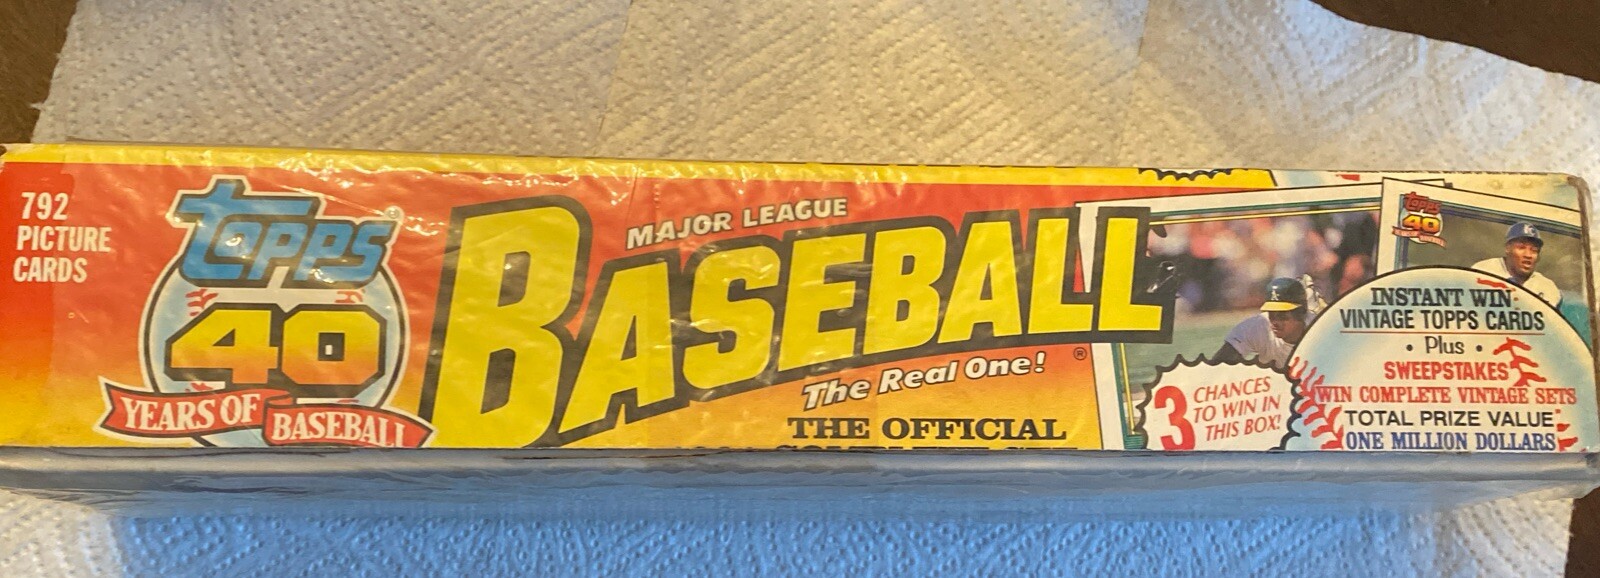 792
PICTURE
CARDS
Topps®
40
YEARS OF BASEBALL
MAJOR LEAGUE
BASEBALL®
The Real One!
THE OFFICIAL
Topps
40
3 CHANCES
TO WIN IN
THIS BOX!
INSTANT WIN
VINTAGE TOPPS CARDS
• Plus •
SWEEPSTAKES
WIN COMPLETE VINTAGE SETS
TOTAL PRIZE VALUE
ONE MILLION DOLLARS